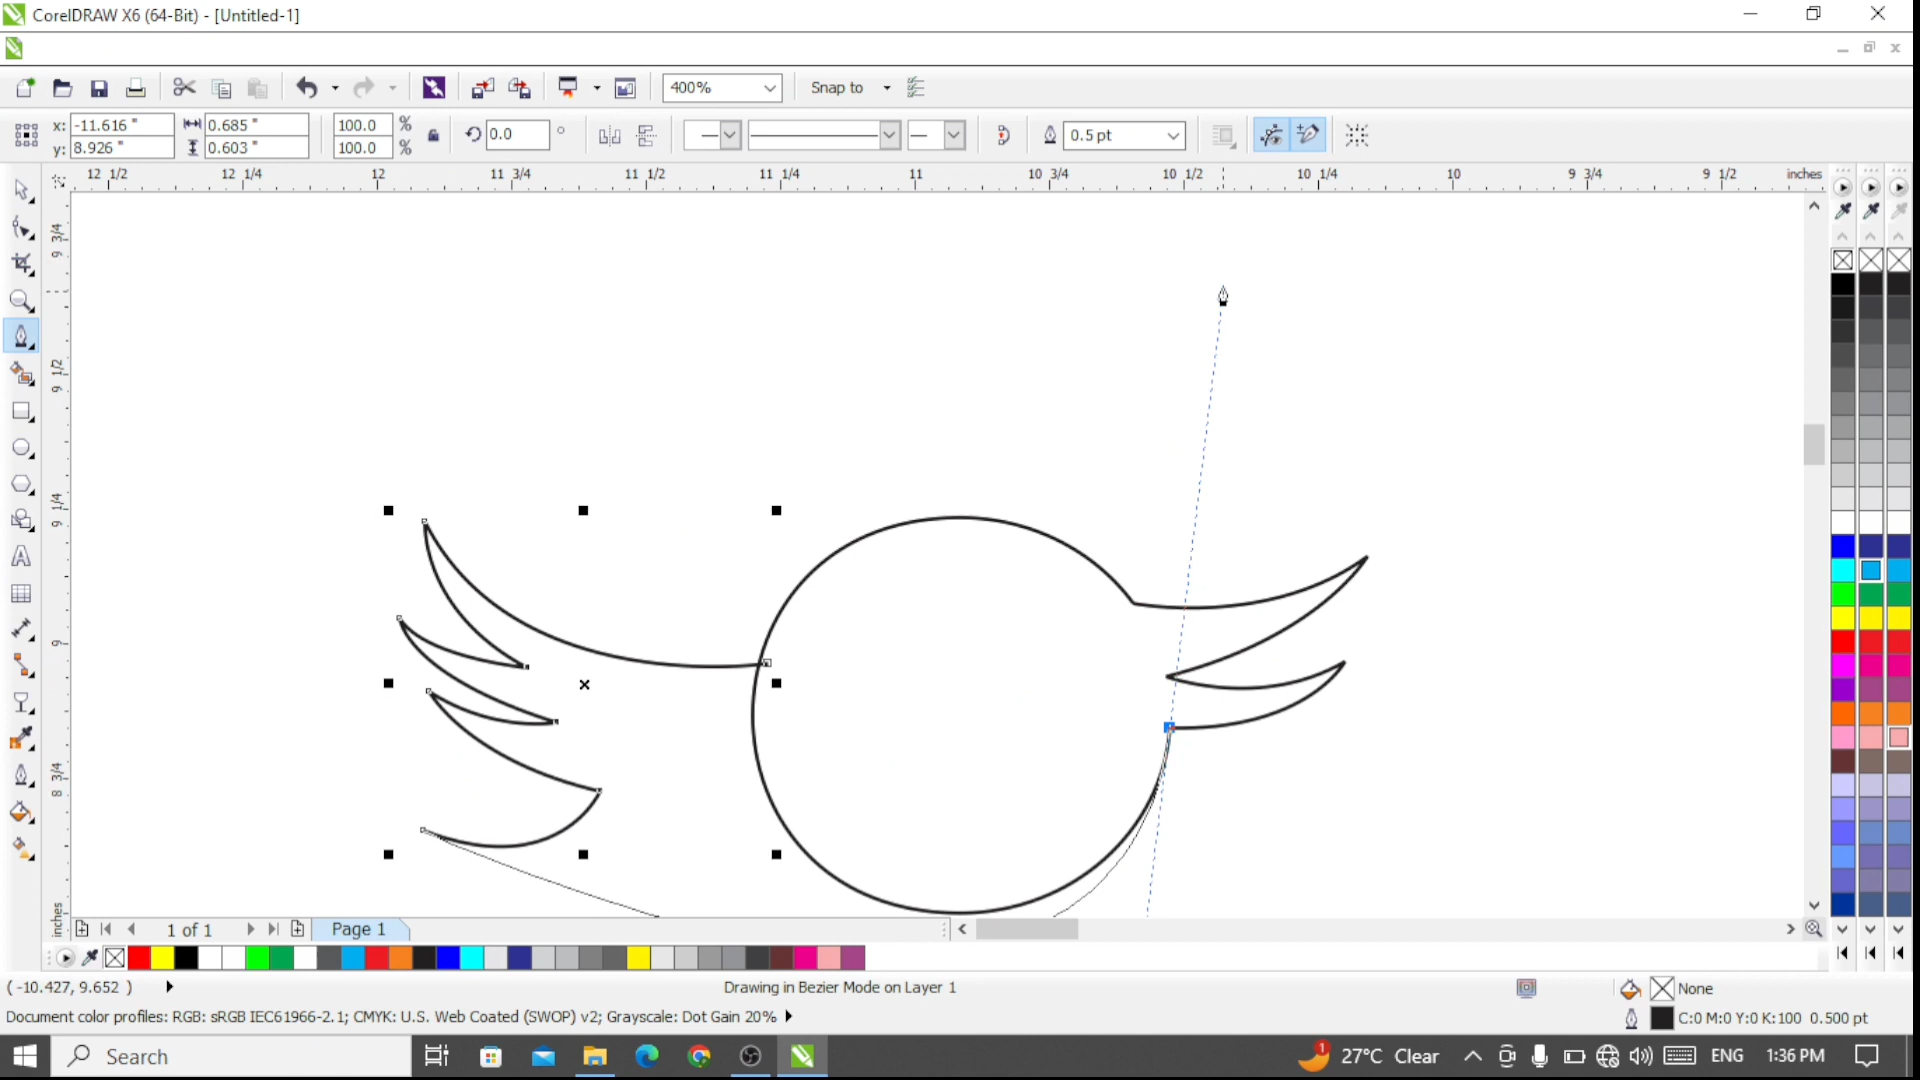 CorelDRAW X6 (64-Bit) - [Untitled-1]
400%
Snap to
x: -11.616 " 0.685 " 100.0 %
y: 8.926 " 0.603 " 100.0 %
0.0 °
0.5 pt
12 1/2 12 1/4 12 11 3/4 11 1/2 11 1/4 11 10 3/4 10 1/2 10 1/4 10 9 3/4 9 1/2 inches
9 3/4
9 1/2
9 1/4
9
8 3/4
inches
1 of 1 Page 1
( -10.427, 9.652 ) Drawing in Bezier Mode on Layer 1 None
Document color profiles: RGB: sRGB IEC61966-2.1; CMYK: U.S. Web Coated (SWOP) v2; Grayscale: Dot Gain 20% C:0 M:0 Y:0 K:100 0.500 pt
Search 1 27°C Clear ENG 1:36 PM